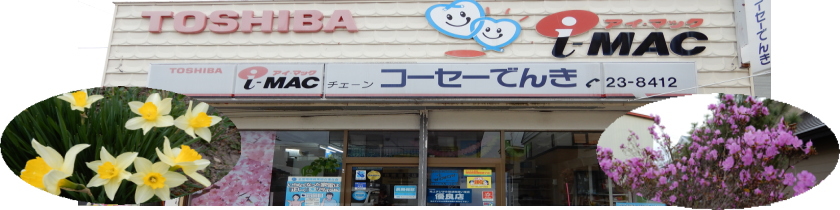 TOSHIBA
アイ・マック
i-MAC
TOSHIBA
アイ・マック
i-MAC チェーン コーセーでんき 23-8412
コーセーでんき
優良店